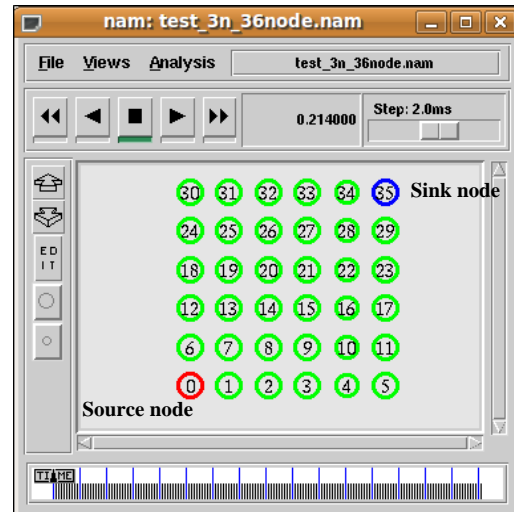 nam: test_3n_36node.nam
File Views Analysis test_3n_36node.nam
0.214000 Step: 2.0ms
30 31 32 33 34 35 Sink node
24 25 26 27 28 29
ED
IT
18 19 20 21 22 23
12 13 14 15 16 17
6 7 8 9 10 11
0 1 2 3 4 5
Source node
TIME